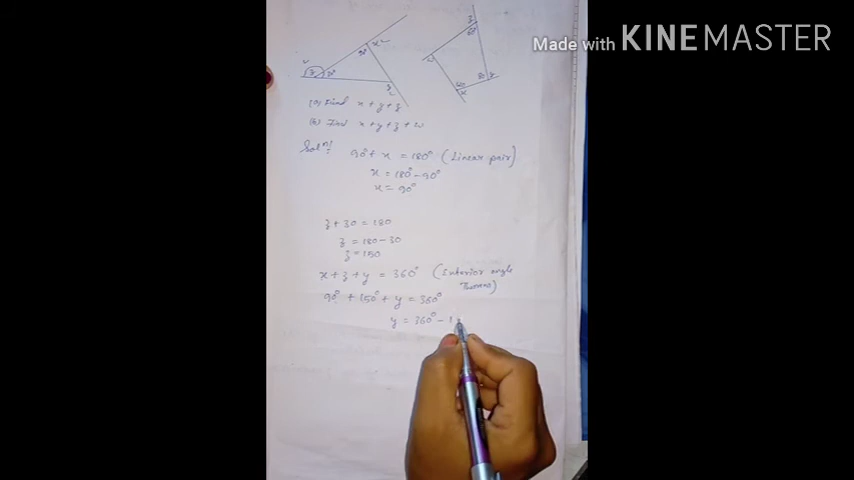 Made with KINEMASTER
(a) Find x + y + z
(b) Find x + y + z + w
Soln:
90° + x = 180° (Linear pair)
x = 180° - 90°
x = 90°
z + 30 = 180
z = 180 - 30
z = 150
x + z + y = 360° (Exterior angle
90° + 150° + y = 360°
y = 360° - 1